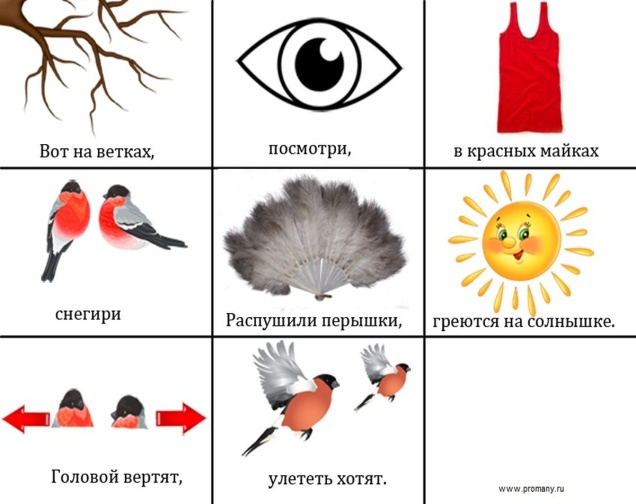 Вот на ветках,
посмотри,
в красных майках
снегири
Распушили перышки,
греются на солнышке.
Головой вертят,
улететь хотят.
www.promany.ru